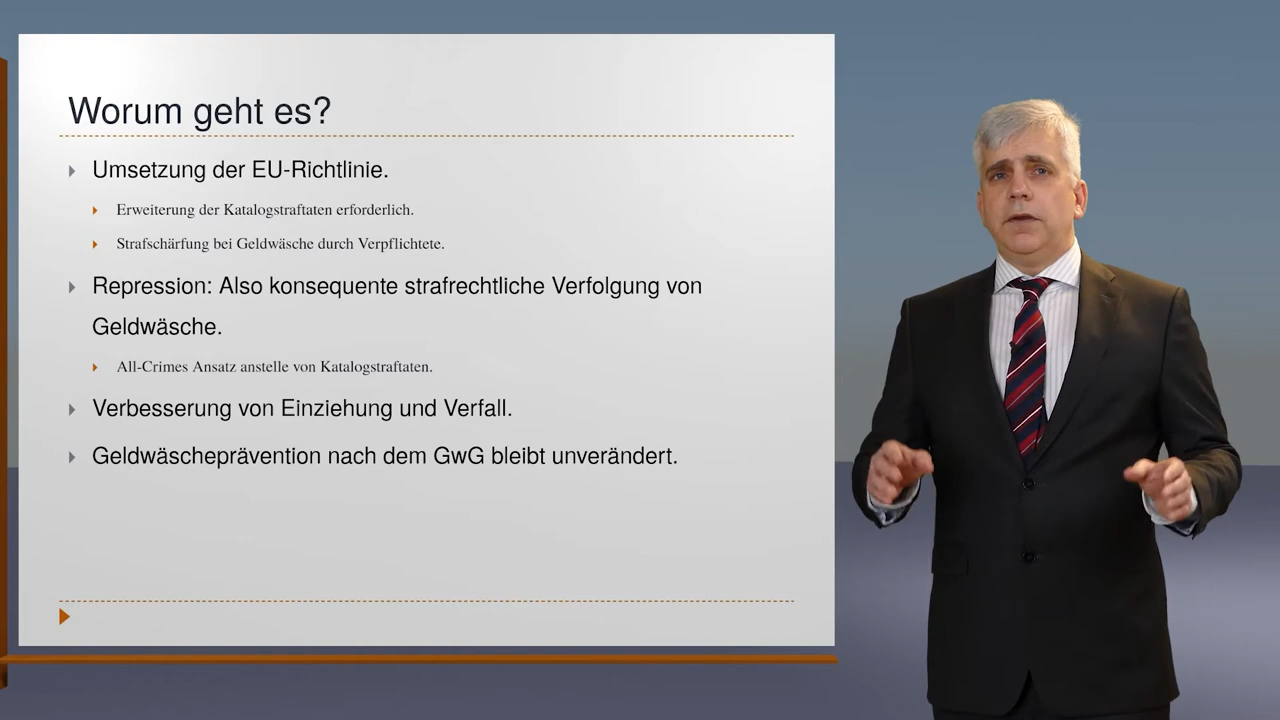 Worum geht es?
Umsetzung der EU-Richtlinie.
Erweiterung der Katalogstraftaten erforderlich.
Strafschärfung bei Geldwäsche durch Verpflichtete.
Repression: Also konsequente strafrechtliche Verfolgung von
Geldwäsche.
All-Crimes Ansatz anstelle von Katalogstraftaten.
Verbesserung von Einziehung und Verfall.
Geldwäscheprävention nach dem GwG bleibt unverändert.